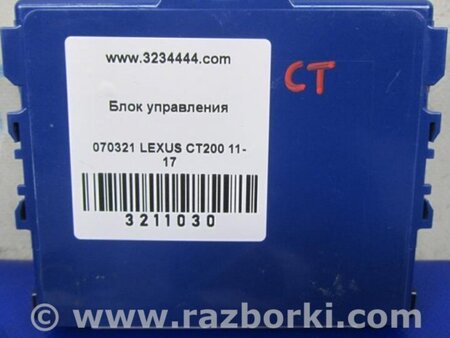 www.3234444.com
CT
Блок управления
070321 LEXUS CT200 11-
17
3211030
© www.razborki.com